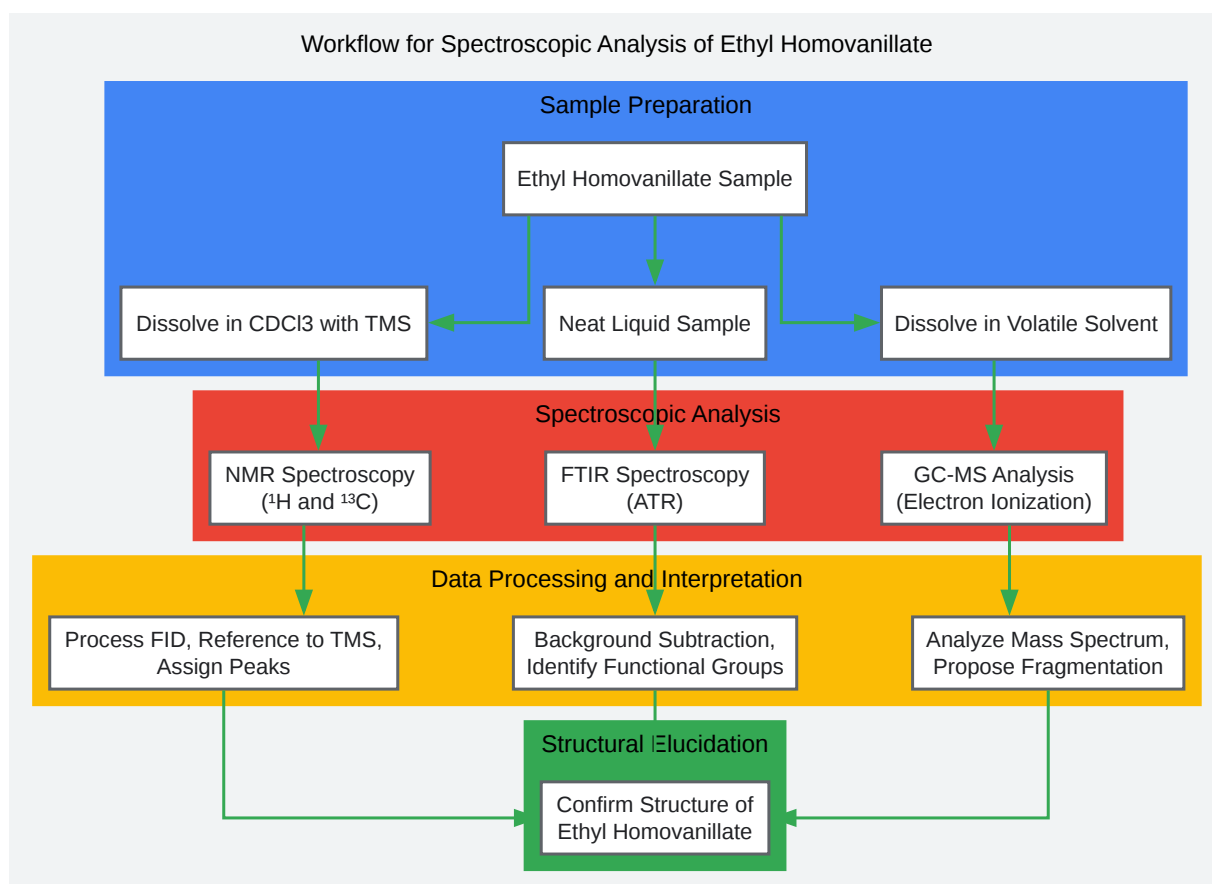 Workflow for Spectroscopic Analysis of Ethyl Homovanillate
Sample Preparation
Ethyl Homovanillate Sample
Dissolve in CDCl3 with TMS
Neat Liquid Sample
Dissolve in Volatile Solvent
Spectroscopic Analysis
NMR Spectroscopy
(¹H and ¹³C)
FTIR Spectroscopy
(ATR)
GC-MS Analysis
(Electron Ionization)
Data Processing and Interpretation
Process FID, Reference to TMS,
Assign Peaks
Background Subtraction,
Identify Functional Groups
Analyze Mass Spectrum,
Propose Fragmentation
Structural Elucidation
Confirm Structure of
Ethyl Homovanillate